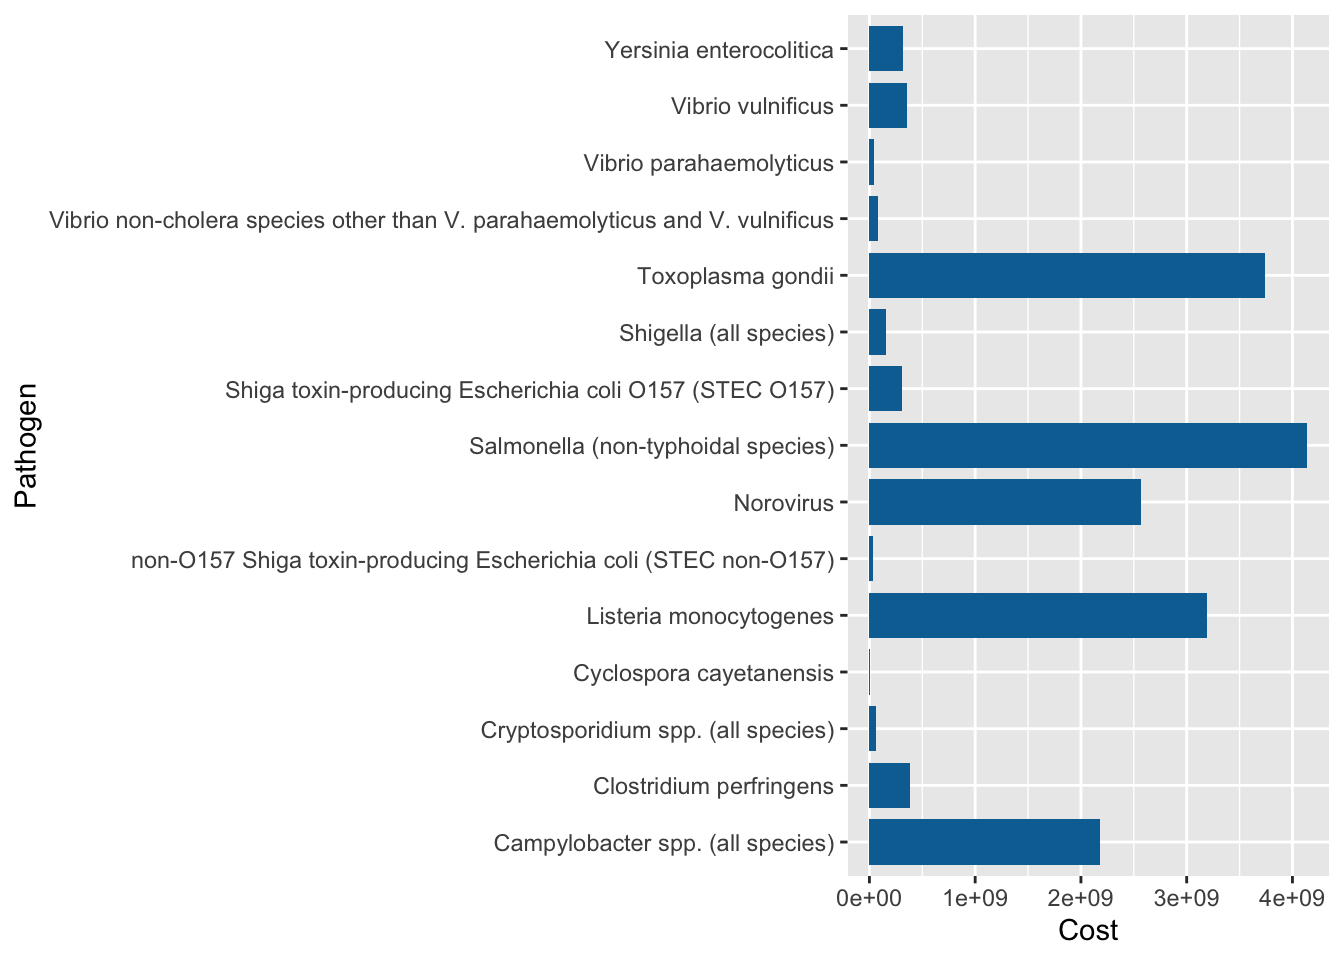 Yersinia enterocolitica
Vibrio vulnificus
Vibrio parahaemolyticus
Vibrio non-cholera species other than V. parahaemolyticus and V. vulnificus
Toxoplasma gondii
Shigella (all species)
Shiga toxin-producing Escherichia coli O157 (STEC O157)
Salmonella (non-typhoidal species)
Norovirus
non-O157 Shiga toxin-producing Escherichia coli (STEC non-O157)
Listeria monocytogenes
Cyclospora cayetanensis
Cryptosporidium spp. (all species)
Clostridium perfringens
Campylobacter spp. (all species)
Pathogen
0e+00 1e+09 2e+09 3e+09 4e+09
Cost